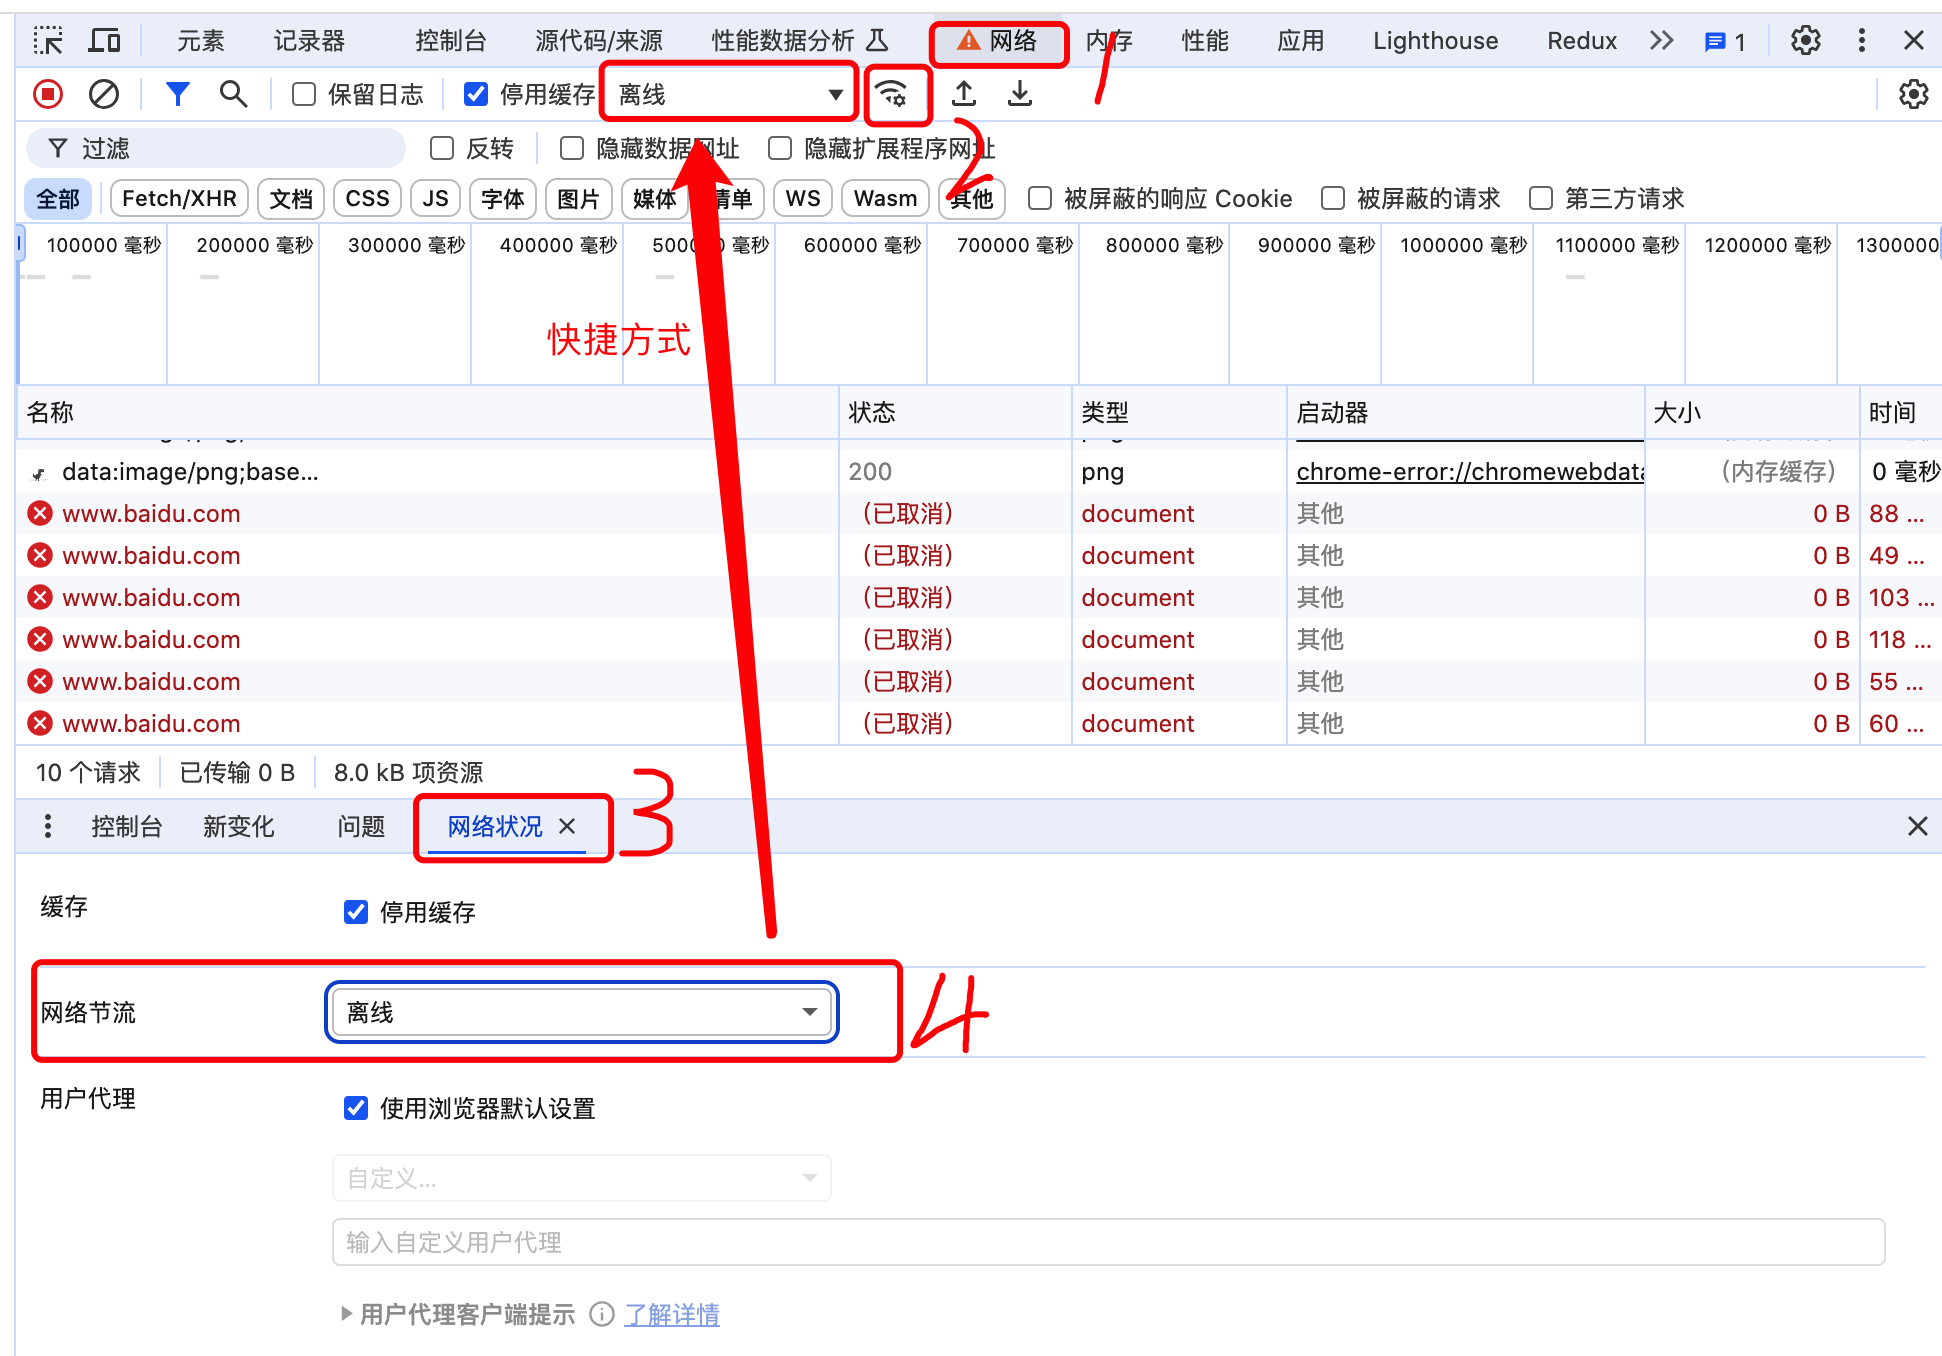 元素 记录器 控制台 源代码/来源 性能数据分析 网络 内存 性能 应用 Lighthouse Redux 1
保留日志 停用缓存 离线
过滤 反转 隐藏数据网址 隐藏扩展程序网址
全部 Fetch/XHR 文档 CSS JS 字体 图片 媒体 清单 WS Wasm 其他 被屏蔽的响应 Cookie 被屏蔽的请求 第三方请求
2
100000 毫秒 200000 毫秒 300000 毫秒 400000 毫秒 500000 毫秒 600000 毫秒 700000 毫秒 800000 毫秒 900000 毫秒 1000000 毫秒 1100000 毫秒 1200000 毫秒 1300000
快捷方式
名称 状态 类型 启动器 大小 时间
data:image/png;base... 200 png chrome-error://chromewebdata (内存缓存) 0 毫秒
www.baidu.com (已取消) document 其他 0 B 88 ...
www.baidu.com (已取消) document 其他 0 B 49 ...
www.baidu.com (已取消) document 其他 0 B 103 ...
www.baidu.com (已取消) document 其他 0 B 118 ...
www.baidu.com (已取消) document 其他 0 B 55 ...
www.baidu.com (已取消) document 其他 0 B 60 ...
10 个请求 已传输 0 B 8.0 kB 项资源
控制台 新变化 问题 网络状况 3
缓存 停用缓存
网络节流 离线 4
用户代理 使用浏览器默认设置
自定义...
输入自定义用户代理
用户代理客户端提示 了解详情